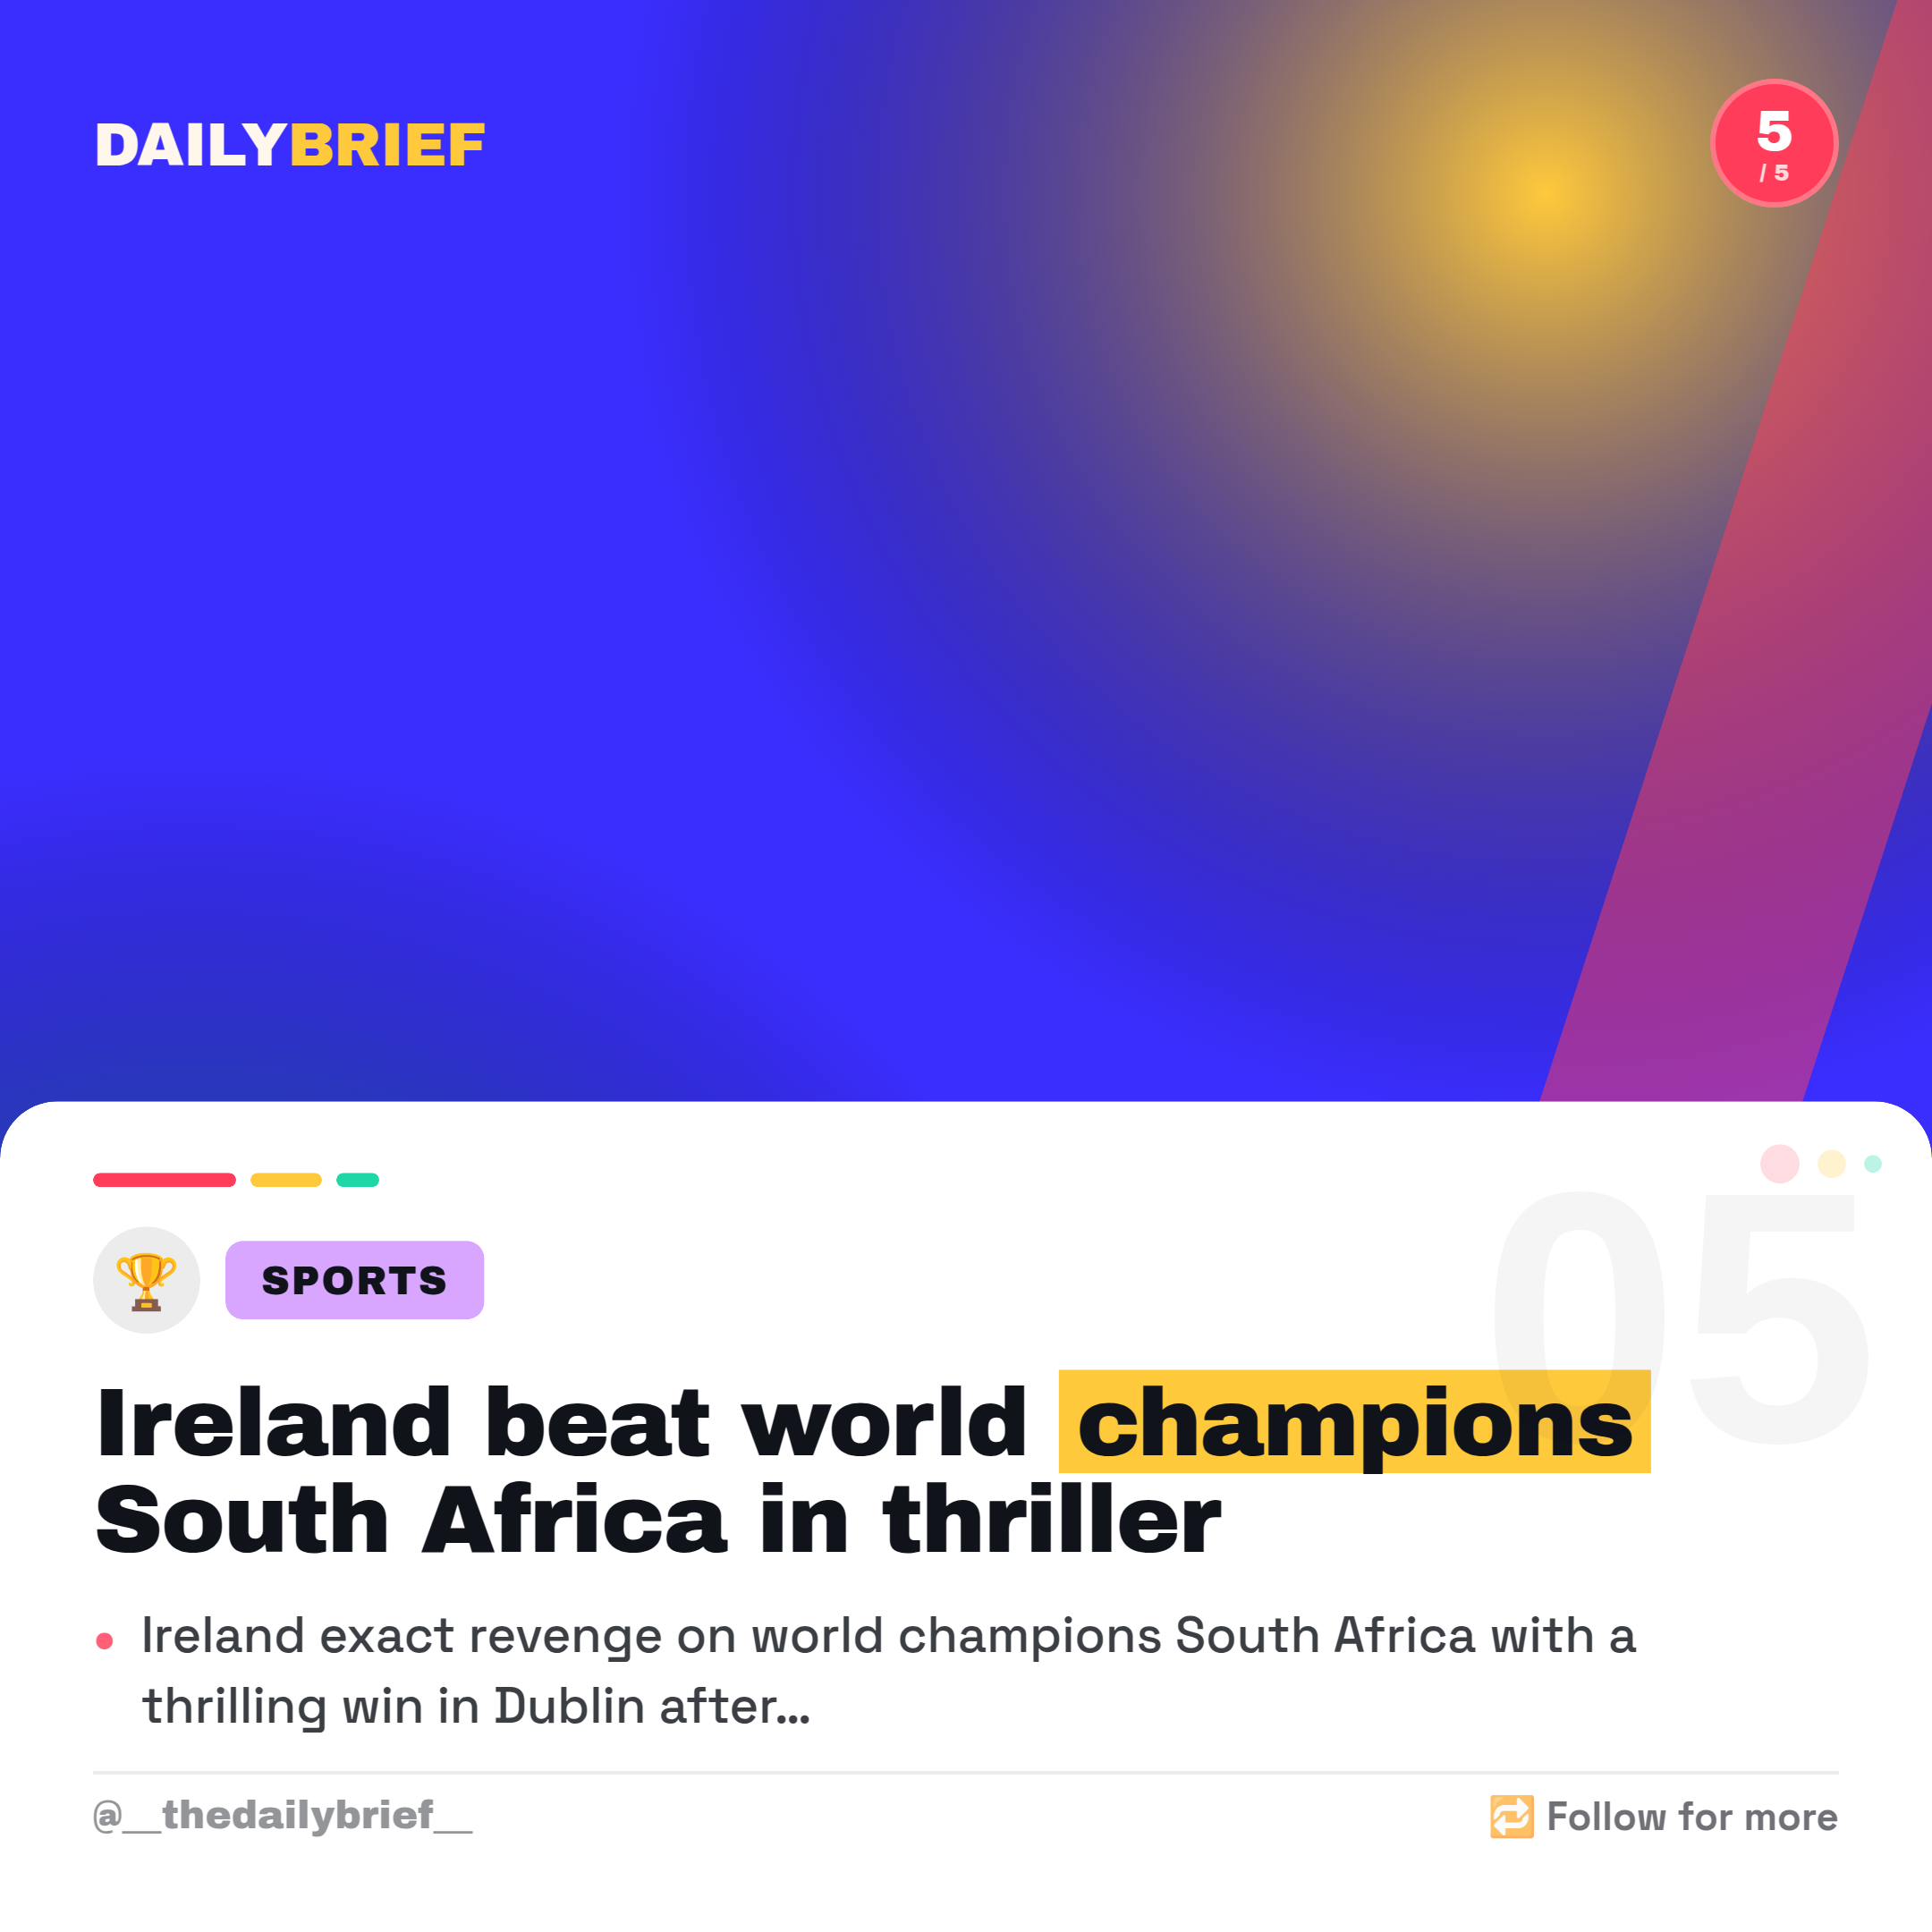 DAILYBRIEF
5
/ 5
05
🏆 SPORTS
Ireland beat world champions
South Africa in thriller
• Ireland exact revenge on world champions South Africa with a
thrilling win in Dublin after...
@__thedailybrief__
🔁 Follow for more